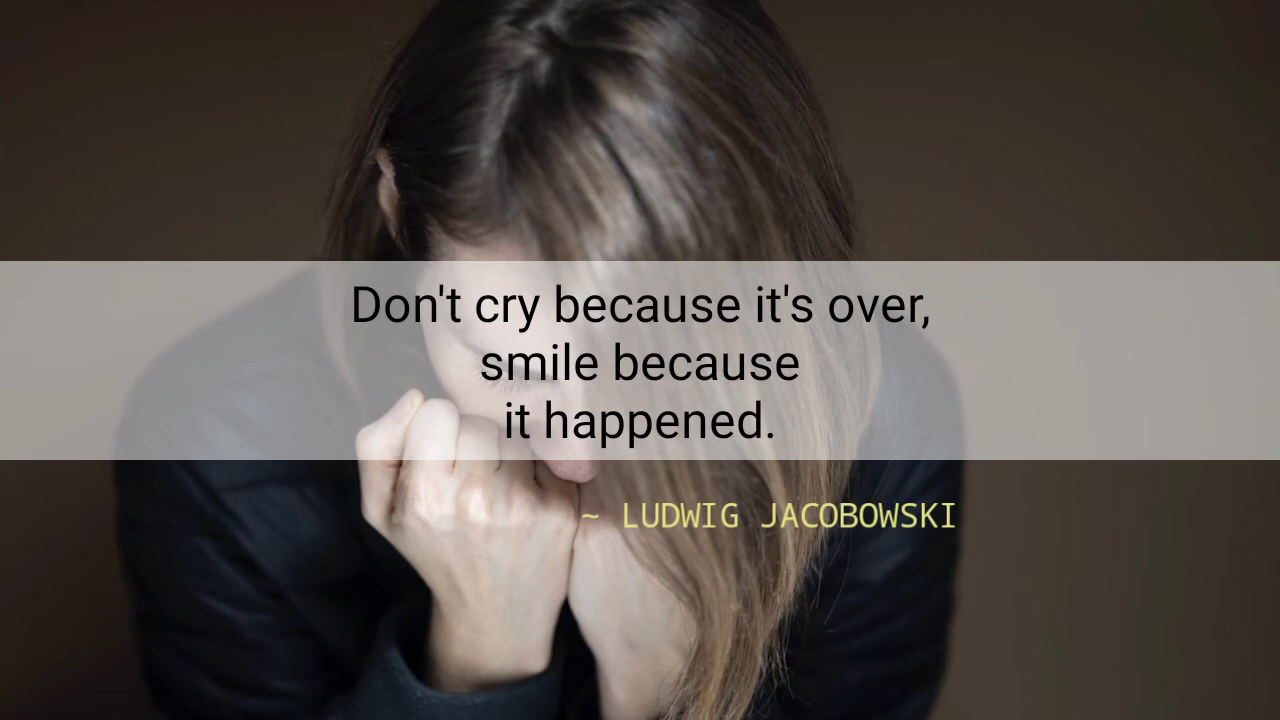 Don't cry because it's over,
smile because
it happened.
~ LUDWIG JACOBOWSKI